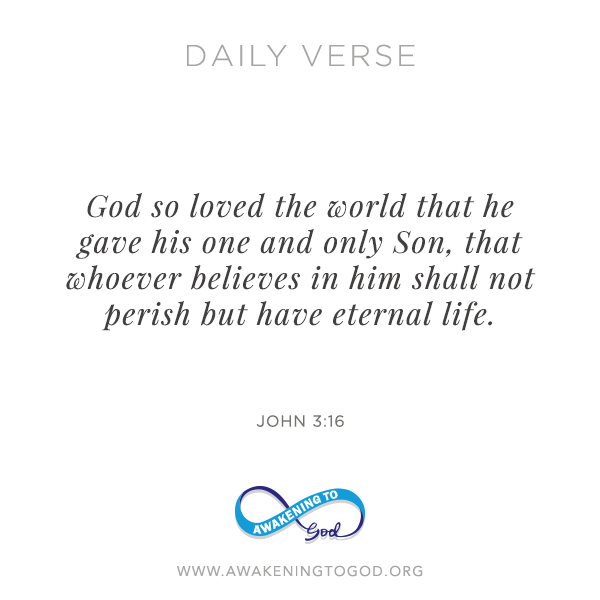 DAILY VERSE
God so loved the world that he
gave his one and only Son, that
whoever believes in him shall not
perish but have eternal life.
JOHN 3:16
AWAKENING TO
God
WWW.AWAKENINGTOGOD.ORG